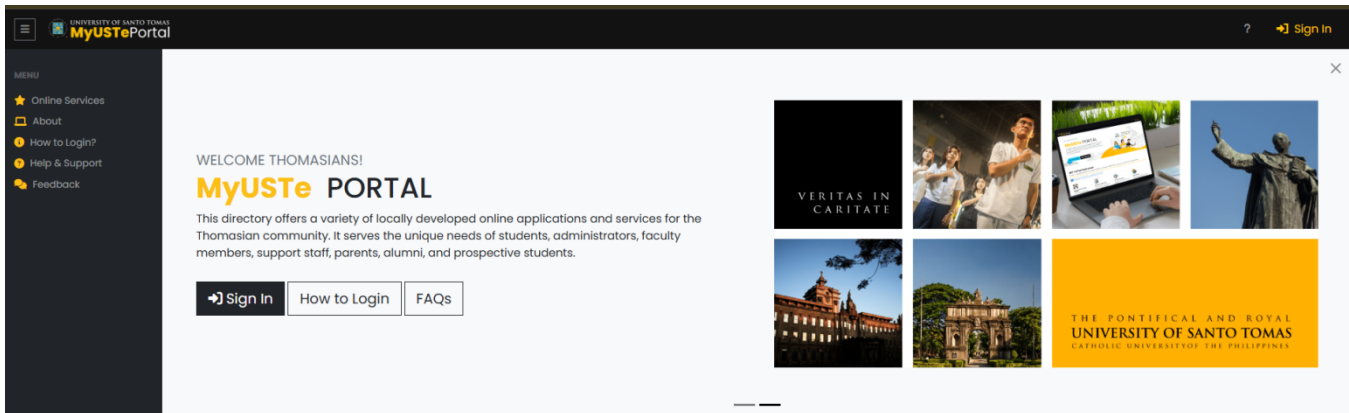 UNIVERSITY OF SANTO TOMAS
MyUSTePortal
?
Sign In
MENU
Online Services
About
How to Login?
Help & Support
Feedback
WELCOME THOMASIANS!
MyUSTe PORTAL
This directory offers a variety of locally developed online applications and services for the
Thomasian community. It serves the unique needs of students, administrators, faculty
members, support staff, parents, alumni, and prospective students.
Sign In
How to Login
FAQs
VERITAS IN
CARITATE
THE PONTIFICAL AND ROYAL
UNIVERSITY OF SANTO TOMAS
CATHOLIC UNIVERSITYOF THE PHILIPPINES